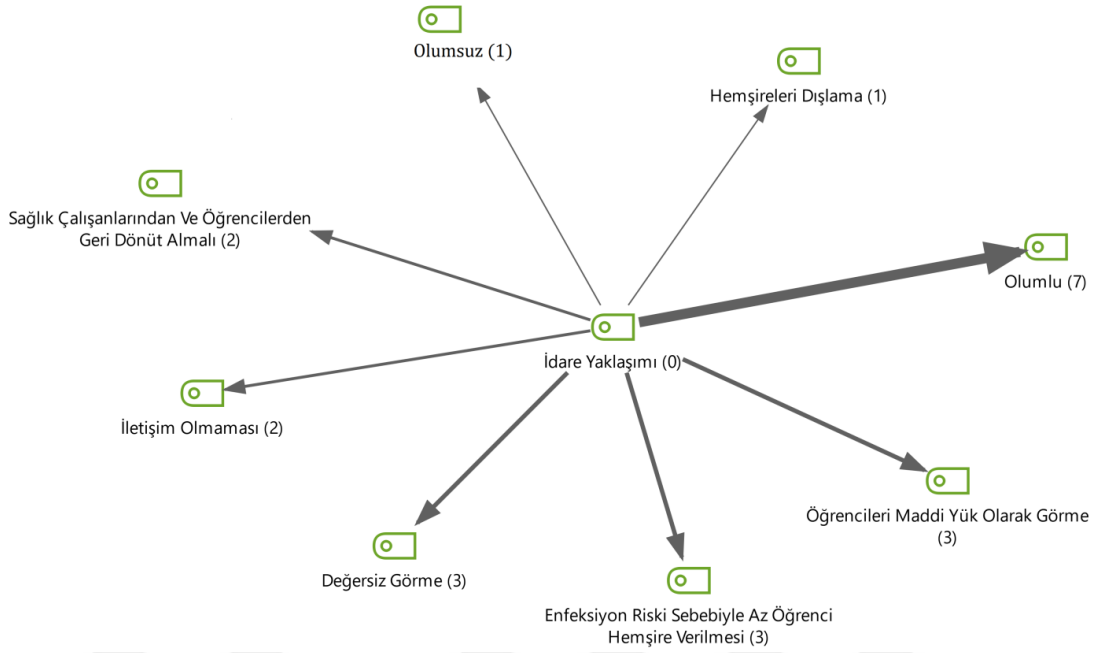 Olumsuz (1)
Hemşireleri Dışlama (1)
Sağlık Çalışanlarından Ve Öğrencilerden
Geri Dönüt Almalı (2)
Olumlu (7)
İdare Yaklaşımı (0)
İletişim Olmaması (2)
Öğrencileri Maddi Yük Olarak Görme
(3)
Değersiz Görme (3)
Enfeksiyon Riski Sebebiyle Az Öğrenci
Hemşire Verilmesi (3)